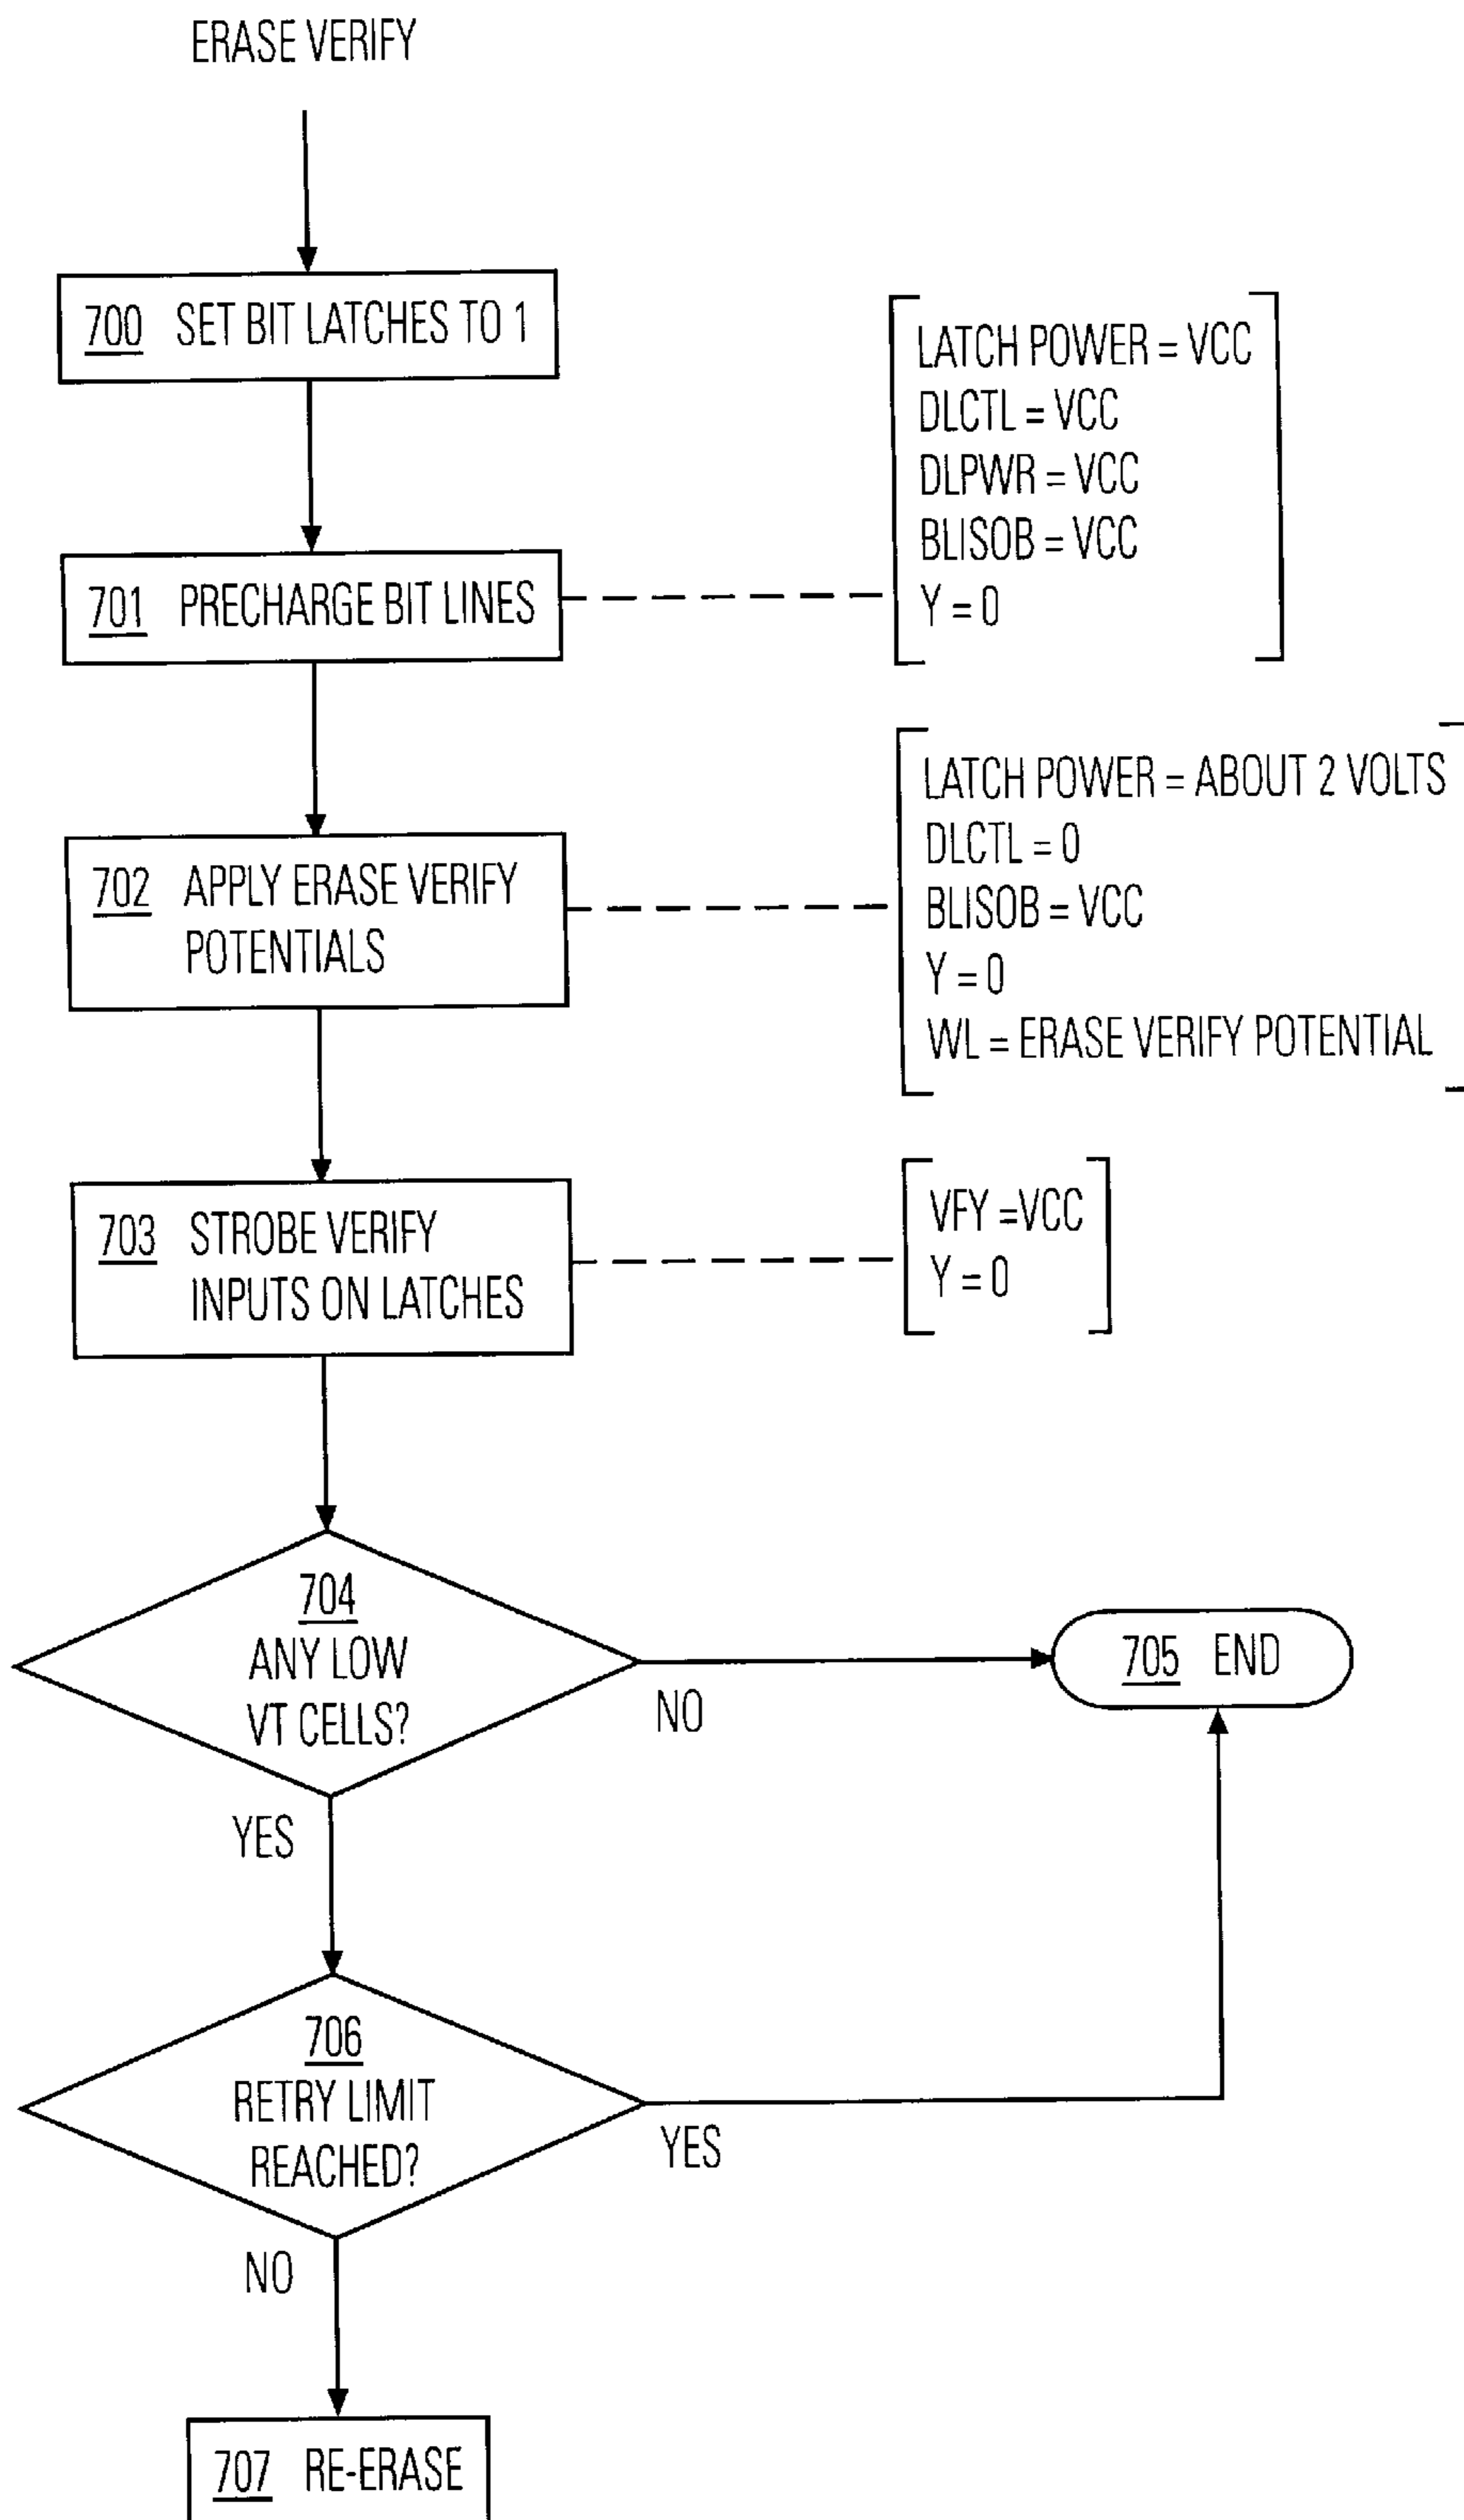 ERASE VERIFY
700 SET BIT LATCHES TO 1
701 PRECHARGE BIT LINES
LATCH POWER = VCC
DLCTL = VCC
DLPWR = VCC
BLISOB = VCC
Y = 0
702 APPLY ERASE VERIFY
POTENTIALS
LATCH POWER = ABOUT 2 VOLTS
DLCTL = 0
BLISOB = VCC
Y = 0
WL = ERASE VERIFY POTENTIAL
703 STROBE VERIFY
INPUTS ON LATCHES
VFY =VCC
Y = 0
704
ANY LOW
VT CELLS?
NO
705 END
YES
706
RETRY LIMIT
REACHED?
YES
NO
707 RE-ERASE